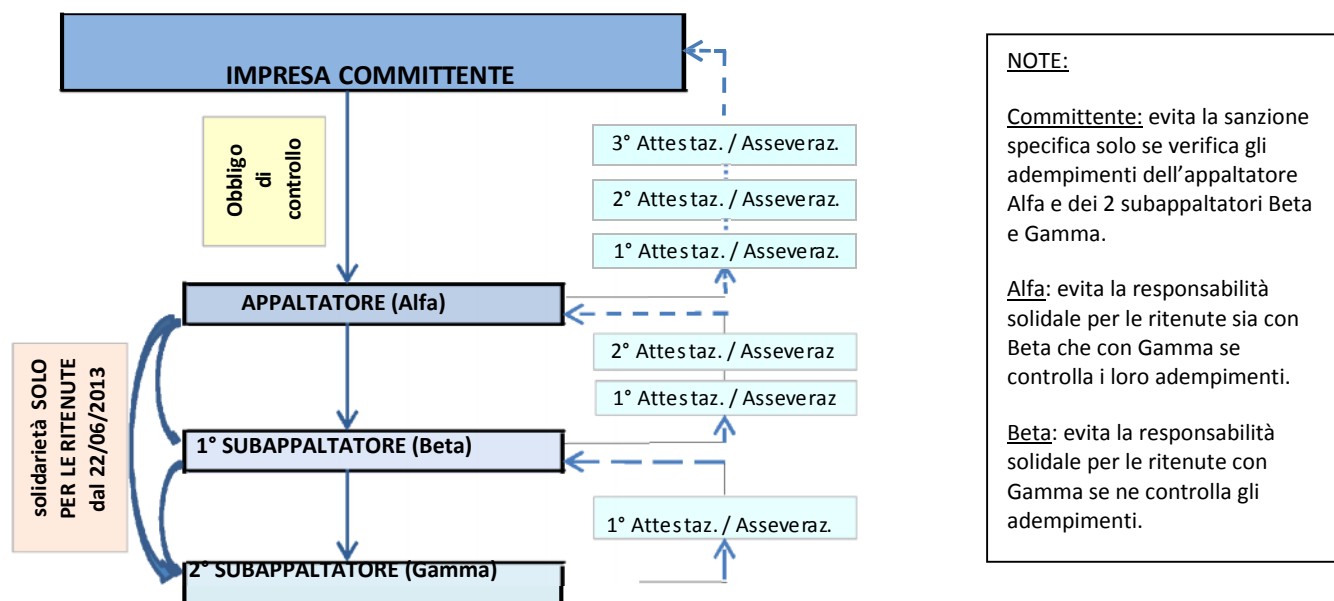 IMPRESA COMMITTENTE
Obbligo
di
controllo
3° Attestaz. / Asseveraz.
2° Attestaz. / Asseveraz.
1° Attestaz. / Asseveraz.
APPALTATORE (Alfa)
2° Attestaz. / Asseveraz
1° Attestaz. / Asseveraz
solidarietà SOLO
PER LE RITENUTE
dal 22/06/2013
1° SUBAPPALTATORE (Beta)
1° Attestaz. / Asseveraz.
2° SUBAPPALTATORE (Gamma)
NOTE:
Committente: evita la sanzione
specifica solo se verifica gli
adempimenti dell’appaltatore
Alfa e dei 2 subappaltatori Beta
e Gamma.
Alfa: evita la responsabilità
solidale per le ritenute sia con
Beta che con Gamma se
controlla i loro adempimenti.
Beta: evita la responsabilità
solidale per le ritenute con
Gamma se ne controlla gli
adempimenti.